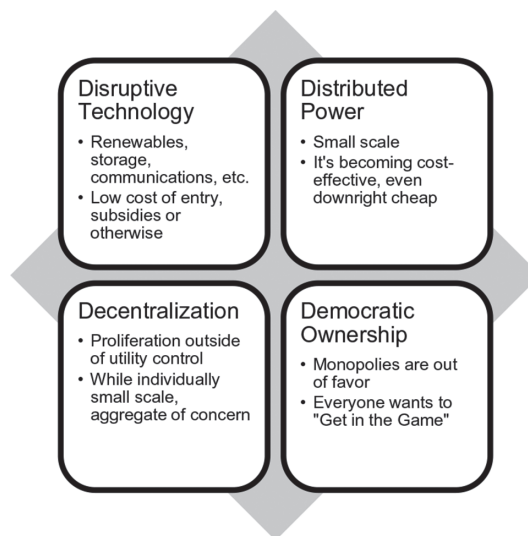 Disruptive
Technology
• Renewables,
storage,
communications, etc.
• Low cost of entry,
subsidies or
otherwise
Distributed
Power
• Small scale
• It's becoming cost-
effective, even
downright cheap
Decentralization
• Proliferation outside
of utility control
• While individually
small scale,
aggregate of concern
Democratic
Ownership
• Monopolies are out
of favor
• Everyone wants to
"Get in the Game"